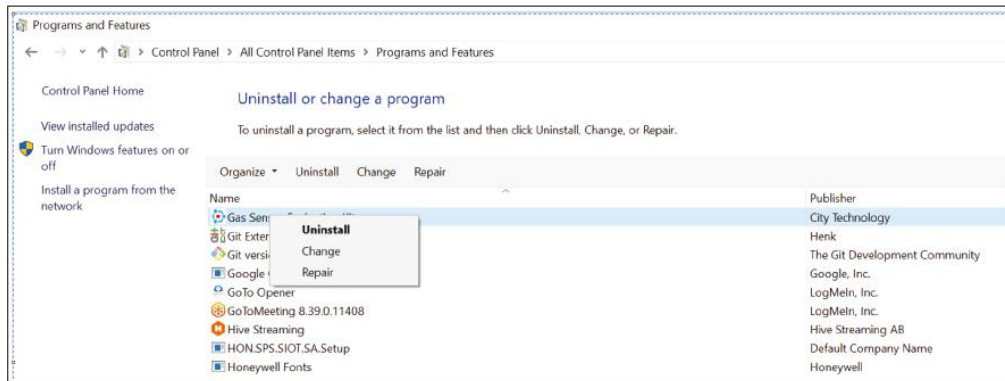 Programs and Features
Control Panel > All Control Panel Items > Programs and Features
Control Panel Home
View installed updates
Turn Windows features on or
off
Install a program from the
network
Uninstall or change a program
To uninstall a program, select it from the list and then click Uninstall, Change, or Repair.
Organize Uninstall Change Repair
Name Publisher
Gas City Technology
Uninstall
Change
Repair
Git Henk
Git The Git Development Community
Google Google, Inc.
GoTo Opener LogMeIn, Inc.
GoToMeeting 8.39.0.11408 LogMeIn, Inc.
Hive Streaming Hive Streaming AB
HON.SPS.SIOT.SA.Setup Default Company Name
Honeywell Fonts Honeywell